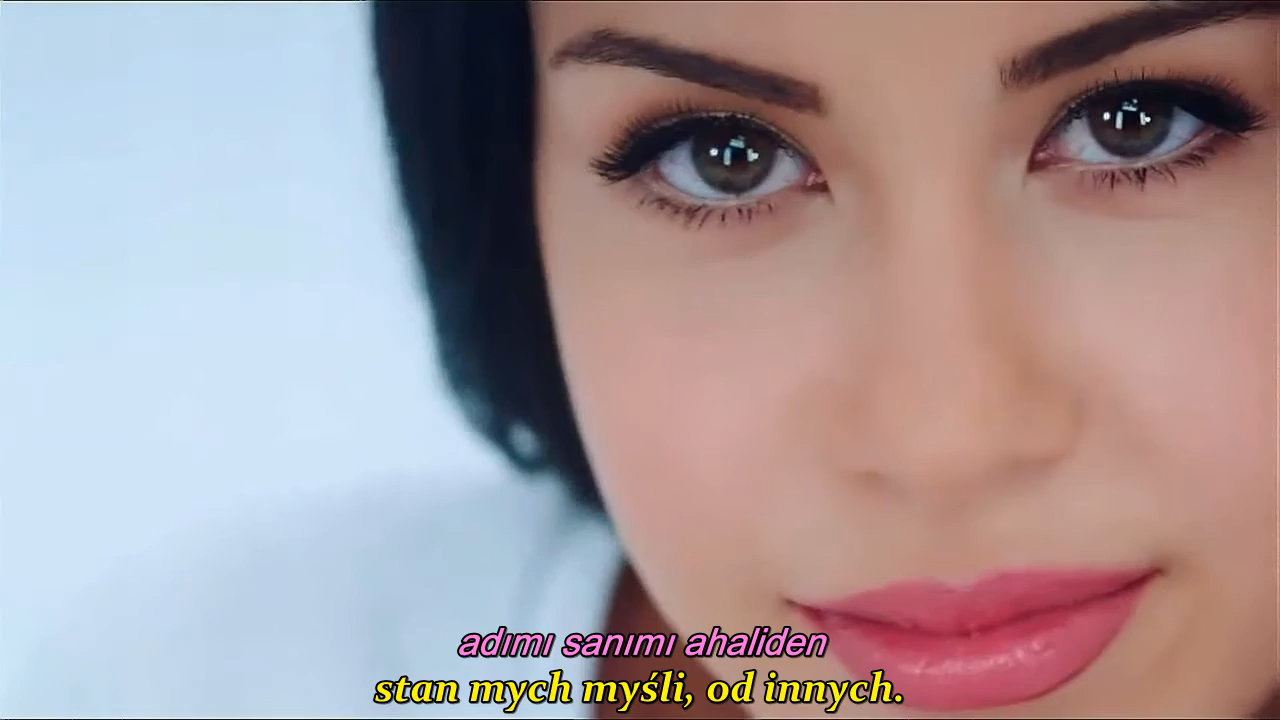 adımı sanımı ahaliden
stan mych myśli, od innych.